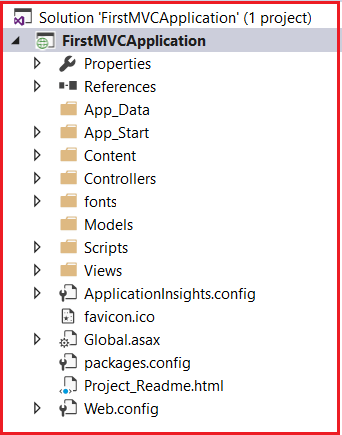 Solution 'FirstMVCApplication' (1 project)
FirstMVCApplication
Properties
References
App_Data
App_Start
Content
Controllers
fonts
Models
Scripts
Views
ApplicationInsights.config
favicon.ico
Global.asax
packages.config
Project_Readme.html
Web.config